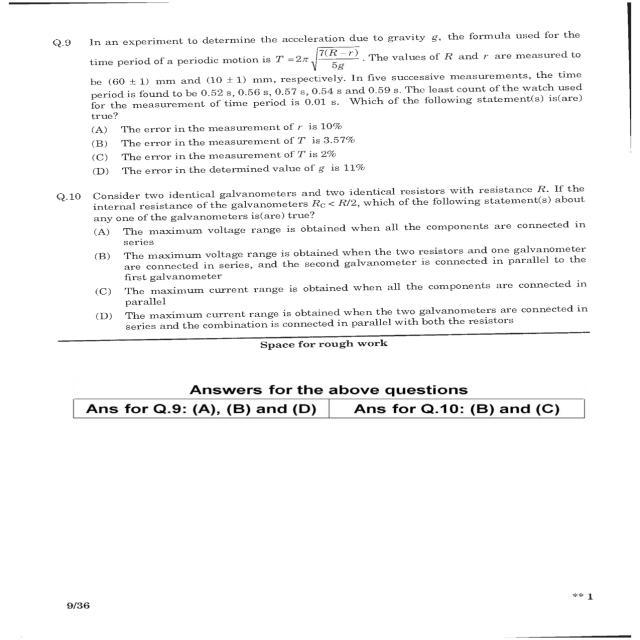 Q.9 In an experiment to determine the acceleration due to gravity g, the formula used for the
time period of a periodic motion is T = 2π √(7(R − r)/5g) . The values of R and r are measured to
be (60 ± 1) mm and (10 ± 1) mm, respectively. In five successive measurements, the time
period is found to be 0.52 s, 0.56 s, 0.57 s, 0.54 s and 0.59 s. The least count of the watch used
for the measurement of time period is 0.01 s. Which of the following statement(s) is(are)
true?
(A) The error in the measurement of r is 10%
(B) The error in the measurement of T is 3.57%
(C) The error in the measurement of T is 2%
(D) The error in the determined value of g is 11%
Q.10 Consider two identical galvanometers and two identical resistors with resistance R. If the
internal resistance of the galvanometers RC < R/2, which of the following statement(s) about
any one of the galvanometers is(are) true?
(A) The maximum voltage range is obtained when all the components are connected in
series
(B) The maximum voltage range is obtained when the two resistors and one galvanometer
are connected in series, and the second galvanometer is connected in parallel to the
first galvanometer
(C) The maximum current range is obtained when all the components are connected in
parallel
(D) The maximum current range is obtained when the two galvanometers are connected in
series and the combination is connected in parallel with both the resistors
Space for rough work
Answers for the above questions
Ans for Q.9: (A), (B) and (D) Ans for Q.10: (B) and (C)
** 1
9/36